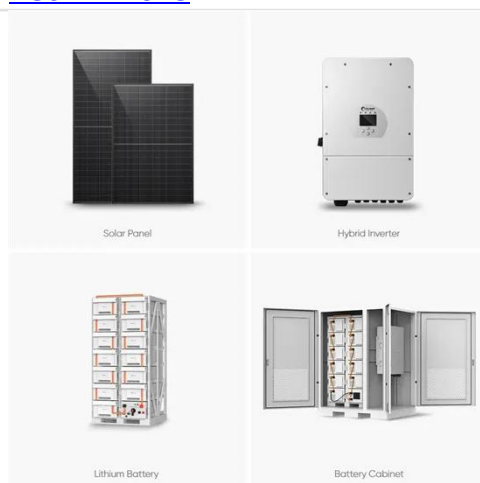 Solar Panel
Hybrid Inverter
Lithium Battery
Battery Cabinet